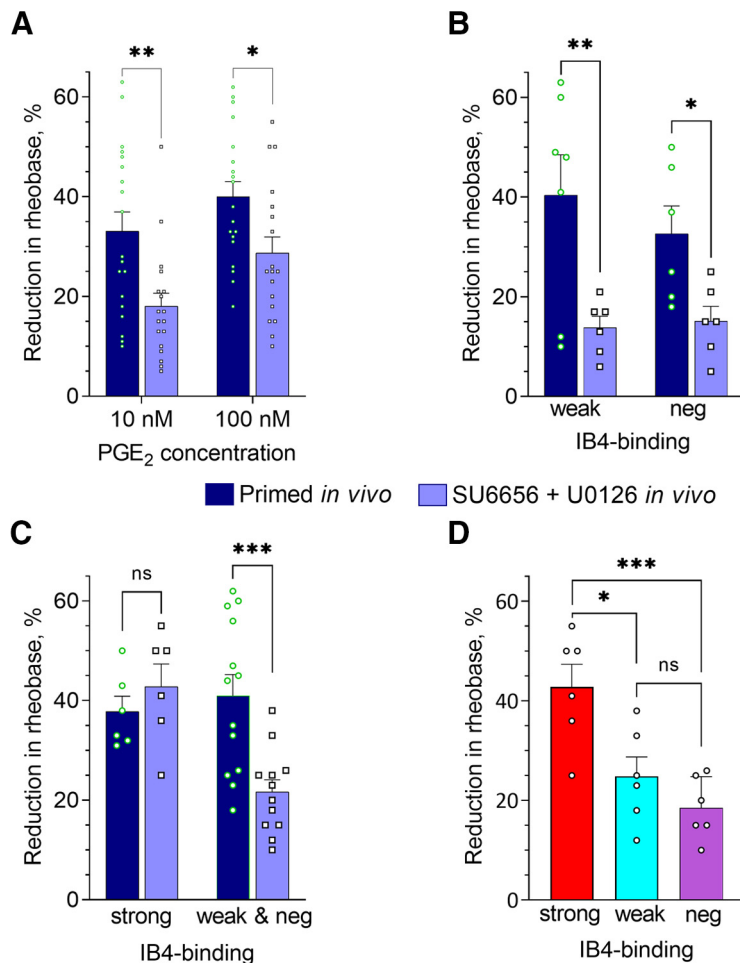 A
Reduction in rheobase, %
60
40
20
0
**
*
10 nM
100 nM
PGE2 concentration
B
Reduction in rheobase, %
60
40
20
0
**
*
weak
neg
IB4-binding
Primed in vivo
SU6656 + U0126 in vivo
C
Reduction in rheobase, %
60
40
20
0
ns
***
strong
weak & neg
IB4-binding
D
Reduction in rheobase, %
60
40
20
0
***
*
ns
strong
weak
neg
IB4-binding